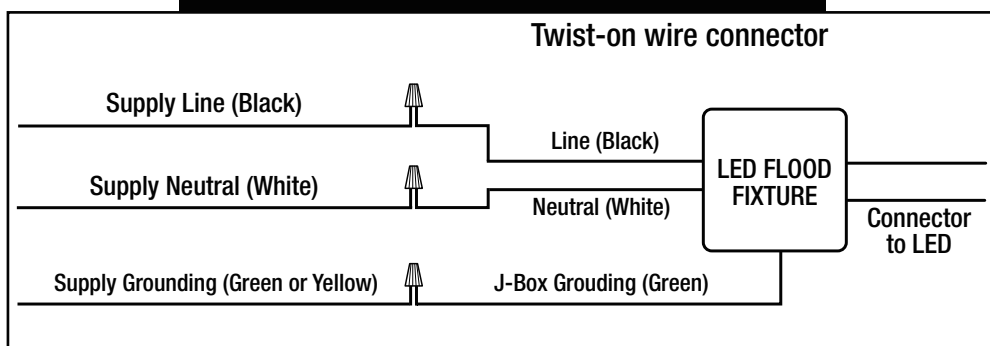 Twist-on wire connector
Supply Line (Black)
Line (Black)
Supply Neutral (White)
Neutral (White)
LED FLOOD
FIXTURE
Connector
to LED
Supply Grounding (Green or Yellow)
J-Box Grouding (Green)